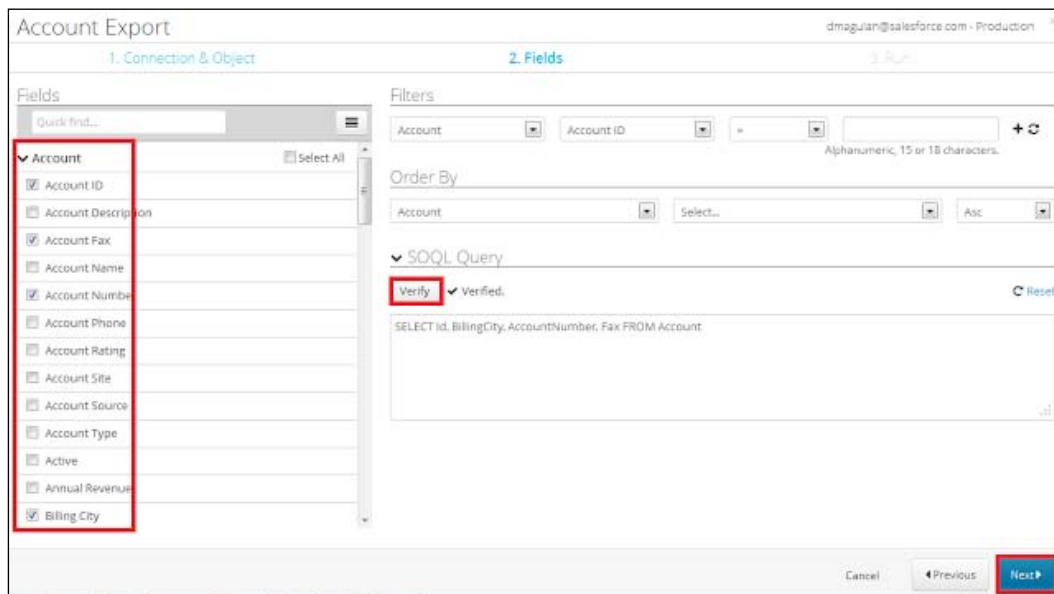 Account Export
dmagulan@salesforce.com - Production
1. Connection & Object
2. Fields
3. Run
Fields
Quick find...
Account
Select All
Account ID
Account Description
Account Fax
Account Name
Account Numbe
Account Phone
Account Rating
Account Site
Account Source
Account Type
Active
Annual Revenue
Billing City
Filters
Account
Account ID
=
Alphanumeric, 15 or 18 characters.
Order By
Account
Select...
Asc
SOQL Query
Verify
Verified.
Reset
SELECT Id, BillingCity, AccountNumber, Fax FROM Account
Cancel
Previous
Next